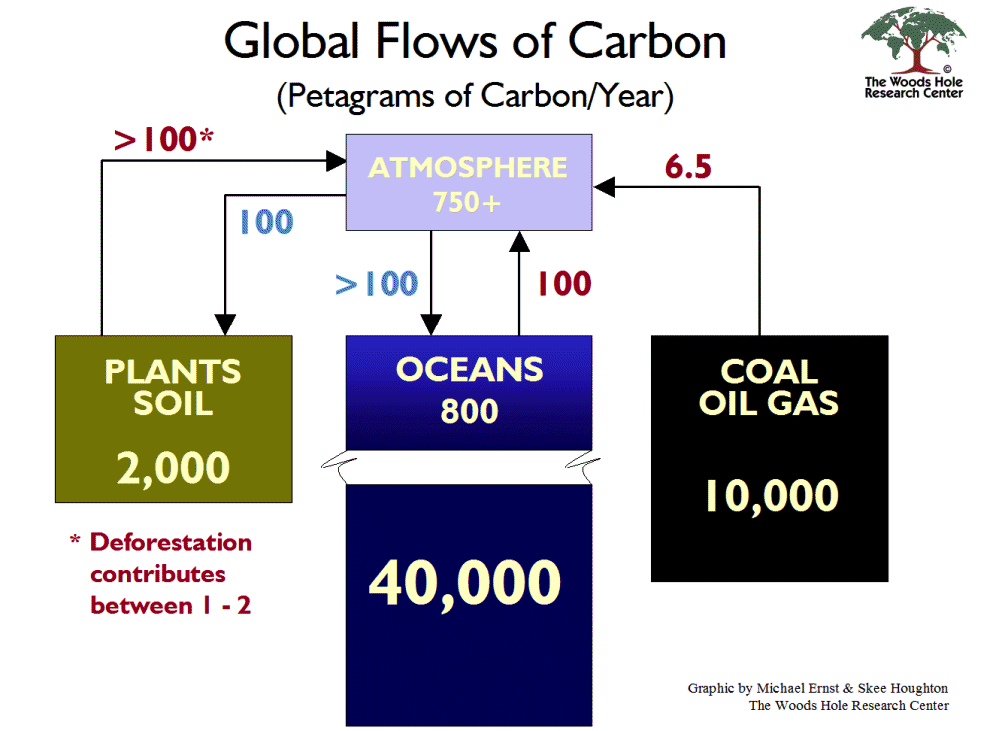 Global Flows of Carbon
(Petagrams of Carbon/Year)
©
The Woods Hole
Research Center
>100*
ATMOSPHERE
750+
6.5
100
>100
100
PLANTS
SOIL
2,000
OCEANS
800
COAL
OIL GAS
10,000
40,000
* Deforestation
contributes
between 1 - 2
Graphic by Michael Ernst & Skee Houghton
The Woods Hole Research Center